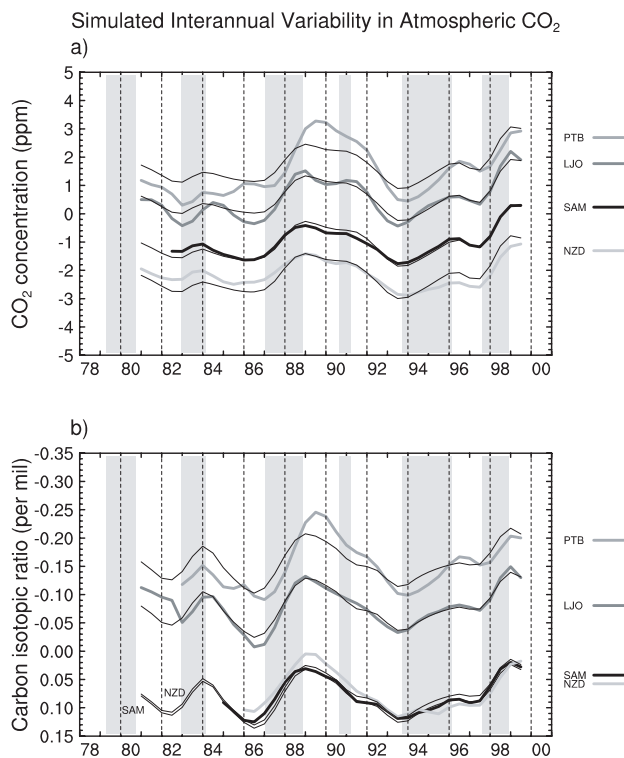 Simulated Interannual Variability in Atmospheric CO2
a)
CO2 concentration (ppm)
5
4
3
2
1
0
-1
-2
-3
-4
-5
78 80 82 84 86 88 90 92 94 96 98 00
PTB
LJO
SAM
NZD
b)
Carbon isotopic ratio (per mil)
-0.35
-0.30
-0.25
-0.20
-0.15
-0.10
-0.05
0.00
0.05
0.10
0.15
NZD
SAM
78 80 82 84 86 88 90 92 94 96 98 00
PTB
LJO
SAM
NZD